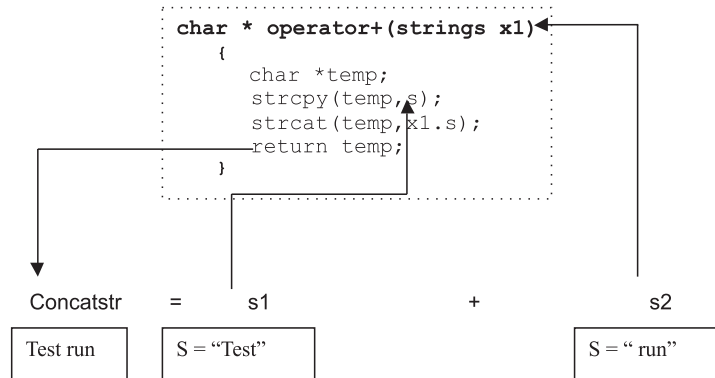 char * operator+(strings x1)
{
char *temp;
strcpy(temp,s);
strcat(temp,x1.s);
return temp;
}
Concatstr = s1 + s2
Test run S = “Test” S = “ run”